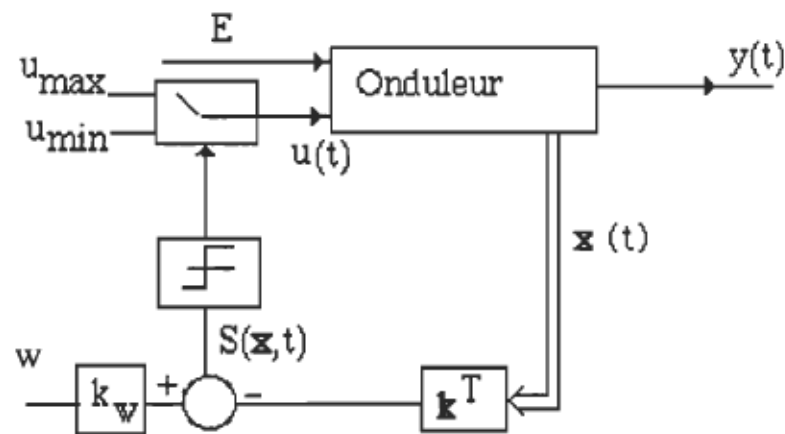 E
u_max
u_min
Onduleur
y(t)
u(t)
x (t)
S(x,t)
w
k_w
+
-
k^T